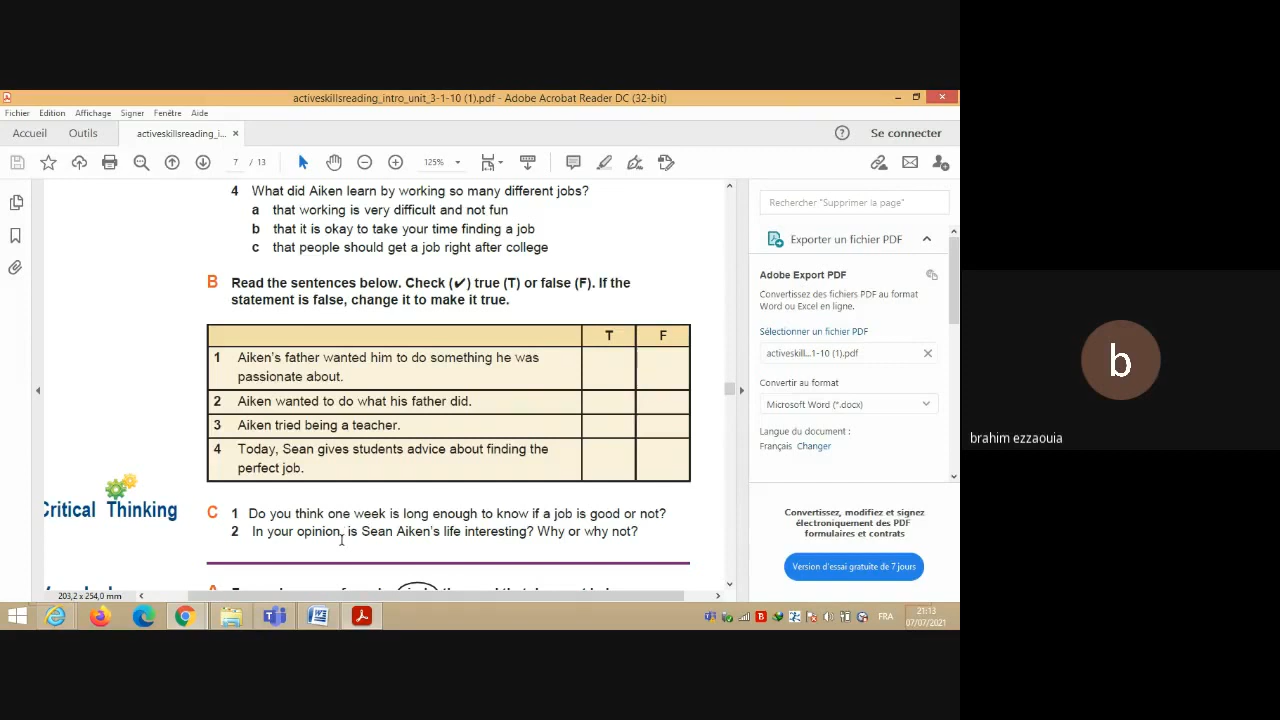 activeskillsreading_intro_unit_3-1-10 (1).pdf - Adobe Acrobat Reader DC (32-bit)
Fichier Edition Affichage Signer Fenêtre Aide
Accueil Outils activeskillsreading_i... × Se connecter
7 / 13 125%
4 What did Aiken learn by working so many different jobs?
a that working is very difficult and not fun
b that it is okay to take your time finding a job
c that people should get a job right after college
B Read the sentences below. Check (✔) true (T) or false (F). If the
statement is false, change it to make it true.
T F
1 Aiken's father wanted him to do something he was
passionate about.
2 Aiken wanted to do what his father did.
3 Aiken tried being a teacher.
4 Today, Sean gives students advice about finding the
perfect job.
Critical Thinking
C 1 Do you think one week is long enough to know if a job is good or not?
2 In your opinion, is Sean Aiken's life interesting? Why or why not?
203,2 x 254,0 mm
Rechercher "Supprimer la page"
Exporter un fichier PDF
Adobe Export PDF
Convertissez des fichiers PDF au format
Word ou Excel en ligne.
Sélectionner un fichier PDF
activeskill...1-10 (1).pdf
Convertir au format
Microsoft Word (*.docx)
Langue du document :
Français Changer
Convertissez, modifiez et signez
électroniquement des PDF
formulaires et contrats
Version d'essai gratuite de 7 jours
FRA
21:13
07/07/2021
b
brahim ezzaouia